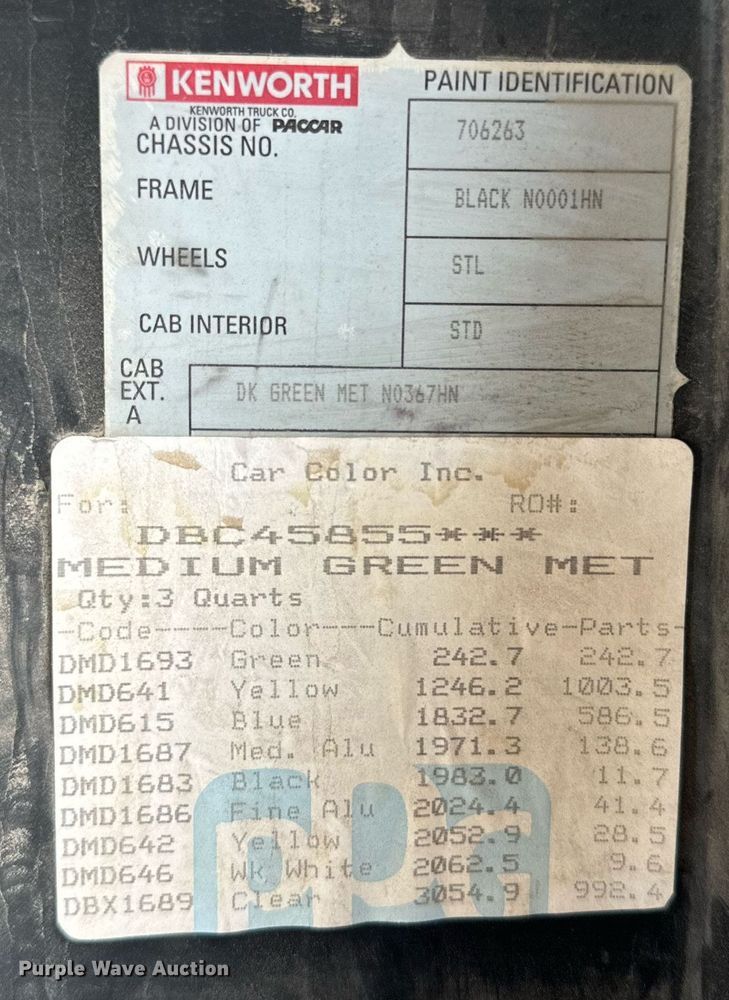 KENWORTH
KENWORTH TRUCK CO.
A DIVISION OF PACCAR
PAINT IDENTIFICATION
CHASSIS NO. 706263
FRAME BLACK N0001HN
WHEELS STL
CAB INTERIOR STD
CAB EXT. A DK GREEN MET N0367HN
Car Color Inc.
For: RO#:
DBC45855***
MEDIUM GREEN MET
Qty:3 Quarts
-Code----Color---Cumulative-Parts-
DMD1693 Green 242.7 242.7
DMD641 Yellow 1246.2 1003.5
DMD615 Blue 1832.7 586.5
DMD1687 Med. Alu 1971.3 138.6
DMD1683 Black 1983.0 11.7
DMD1686 Fine Alu 2024.4 41.4
DMD642 Yellow 2052.9 28.5
DMD646 Wk White 2062.5 9.6
DBX1689 Clear 3054.9 992.4
Purple Wave Auction